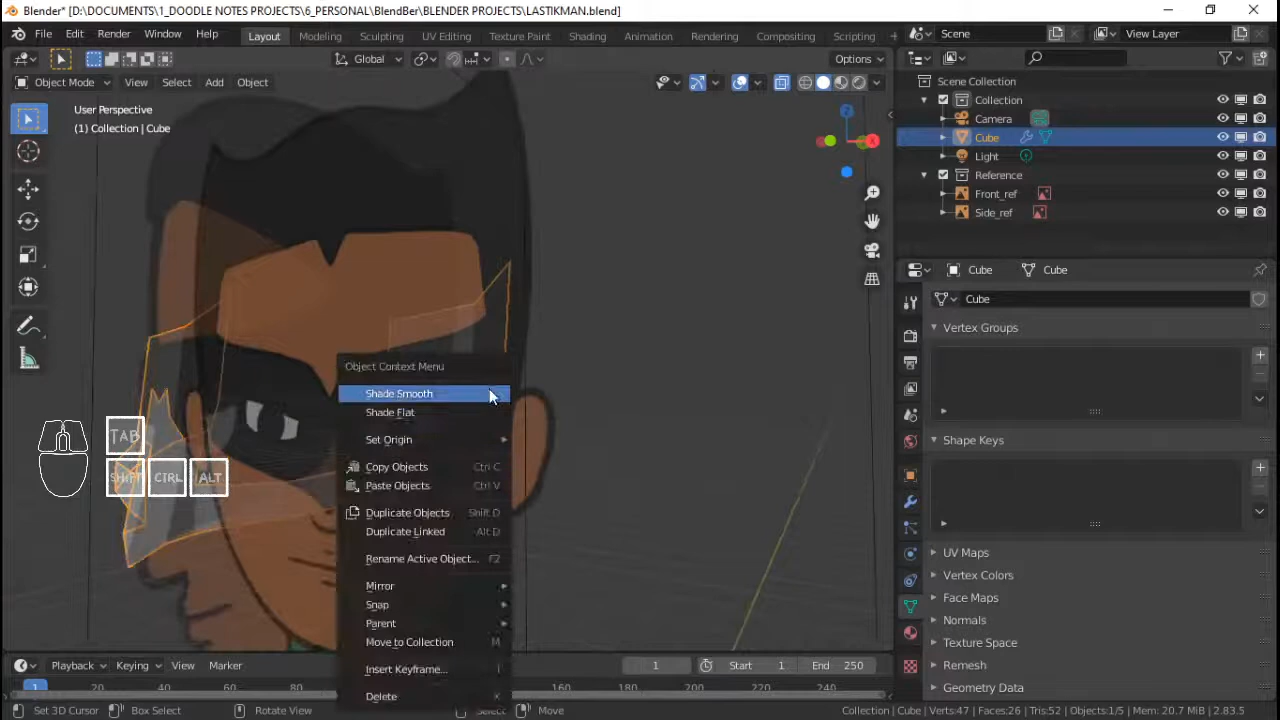 Blender* [D:\DOCUMENTS\1_DOODLE NOTES PROJECTS\6_PERSONAL\BlendBer\BLENDER PROJECTS\LASTIKMAN.blend]
File Edit Render Window Help Layout Modeling Sculpting UV Editing Texture Paint Shading Animation Rendering Compositing Scripting + Scene View Layer
Global Options
Object Mode View Select Add Object
User Perspective
(1) Collection | Cube
Scene Collection
Collection
Camera
Cube
Light
Reference
Front_ref
Side_ref
X
Z
Cube Cube
Cube
Vertex Groups
Shape Keys
UV Maps
Vertex Colors
Face Maps
Normals
Texture Space
Remesh
Geometry Data
Object Context Menu
Shade Smooth
Shade Flat
Set Origin
Copy Objects Ctrl C
Paste Objects Ctrl V
Duplicate Objects Shift D
Duplicate Linked Alt D
Rename Active Object... F2
Mirror
Snap
Parent
Move to Collection M
Insert Keyframe... I
Delete X
TAB
SHIFT CTRL ALT
Playback Keying View Marker 1 Start 1 End 250
1 20 40 60 80 160 180 200 220 240
Set 3D Cursor Box Select Rotate View Select Move Collection | Cube | Verts:47 | Faces:26 | Tris:52 | Objects:1/5 | Mem: 20.7 MiB | 2.83.5